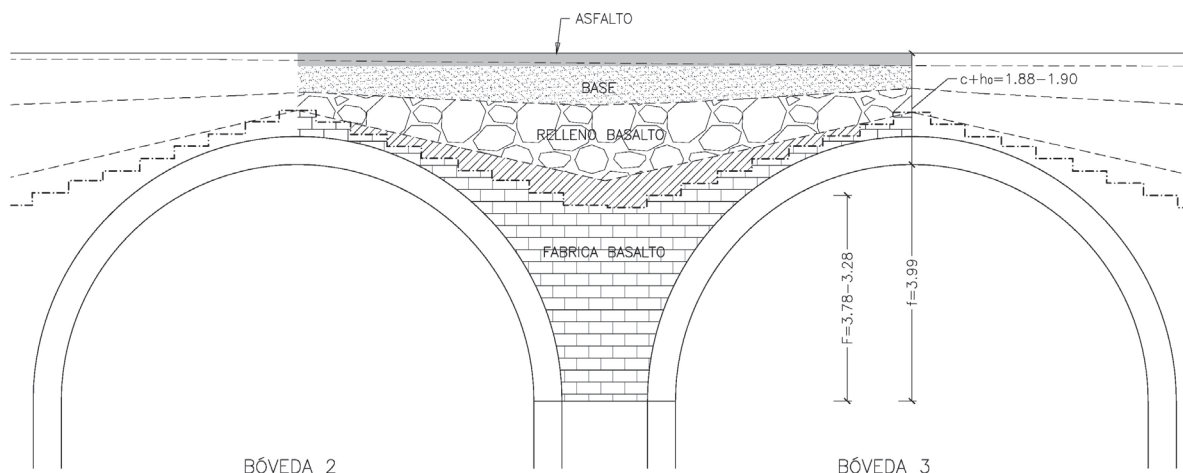 ASFALTO
c+h₀=1.88-1.90
BASE
RELLENO BASALTO
FABRICA BASALTO
F=3.78-3.28
f=3.99
BÓVEDA 2
BÓVEDA 3